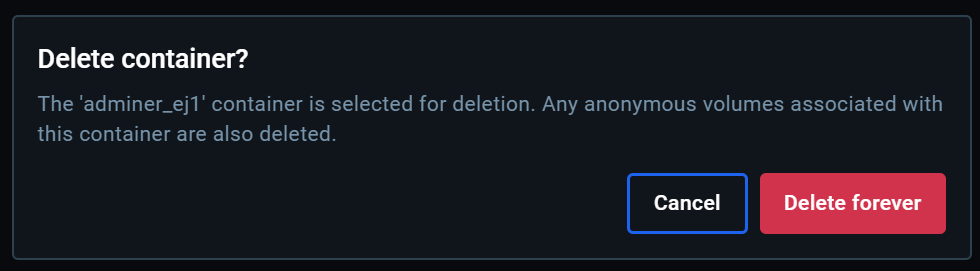 Delete container?
The 'adminer_ej1' container is selected for deletion. Any anonymous volumes associated with
this container are also deleted.
Cancel
Delete forever